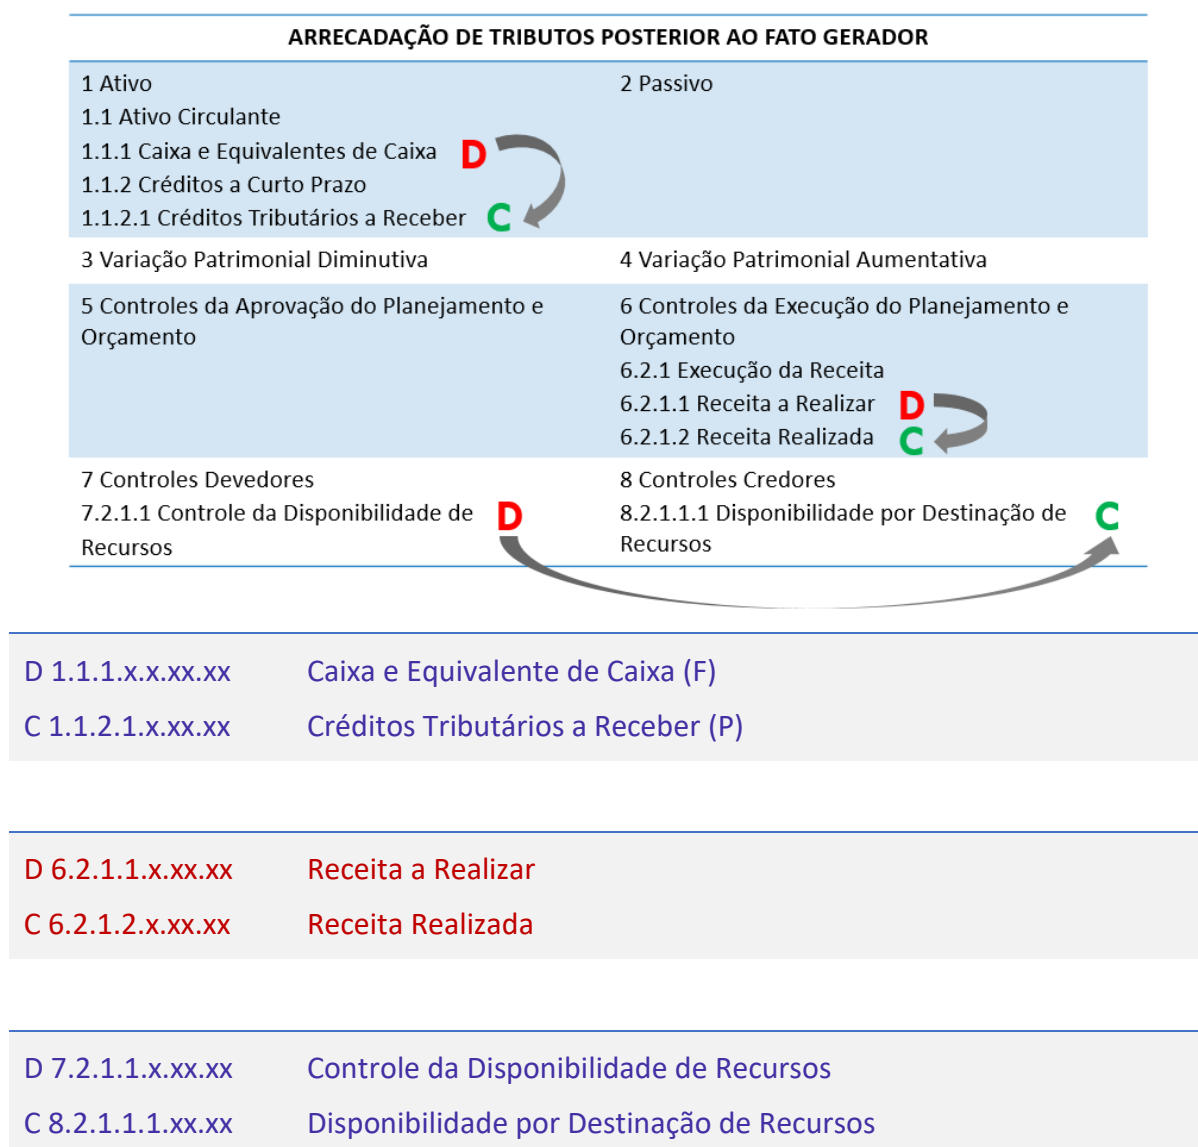 ARRECADAÇÃO DE TRIBUTOS POSTERIOR AO FATO GERADOR
1 Ativo
1.1 Ativo Circulante
1.1.1 Caixa e Equivalentes de Caixa D
1.1.2 Créditos a Curto Prazo
1.1.2.1 Créditos Tributários a Receber C
2 Passivo
3 Variação Patrimonial Diminutiva
4 Variação Patrimonial Aumentativa
5 Controles da Aprovação do Planejamento e
Orçamento
6 Controles da Execução do Planejamento e
Orçamento
6.2.1 Execução da Receita
6.2.1.1 Receita a Realizar D
6.2.1.2 Receita Realizada C
7 Controles Devedores
7.2.1.1 Controle da Disponibilidade de D
Recursos
8 Controles Credores
8.2.1.1.1 Disponibilidade por Destinação de C
Recursos
D 1.1.1.x.x.xx.xx Caixa e Equivalente de Caixa (F)
C 1.1.2.1.x.xx.xx Créditos Tributários a Receber (P)
D 6.2.1.1.x.xx.xx Receita a Realizar
C 6.2.1.2.x.xx.xx Receita Realizada
D 7.2.1.1.x.xx.xx Controle da Disponibilidade de Recursos
C 8.2.1.1.1.xx.xx Disponibilidade por Destinação de Recursos